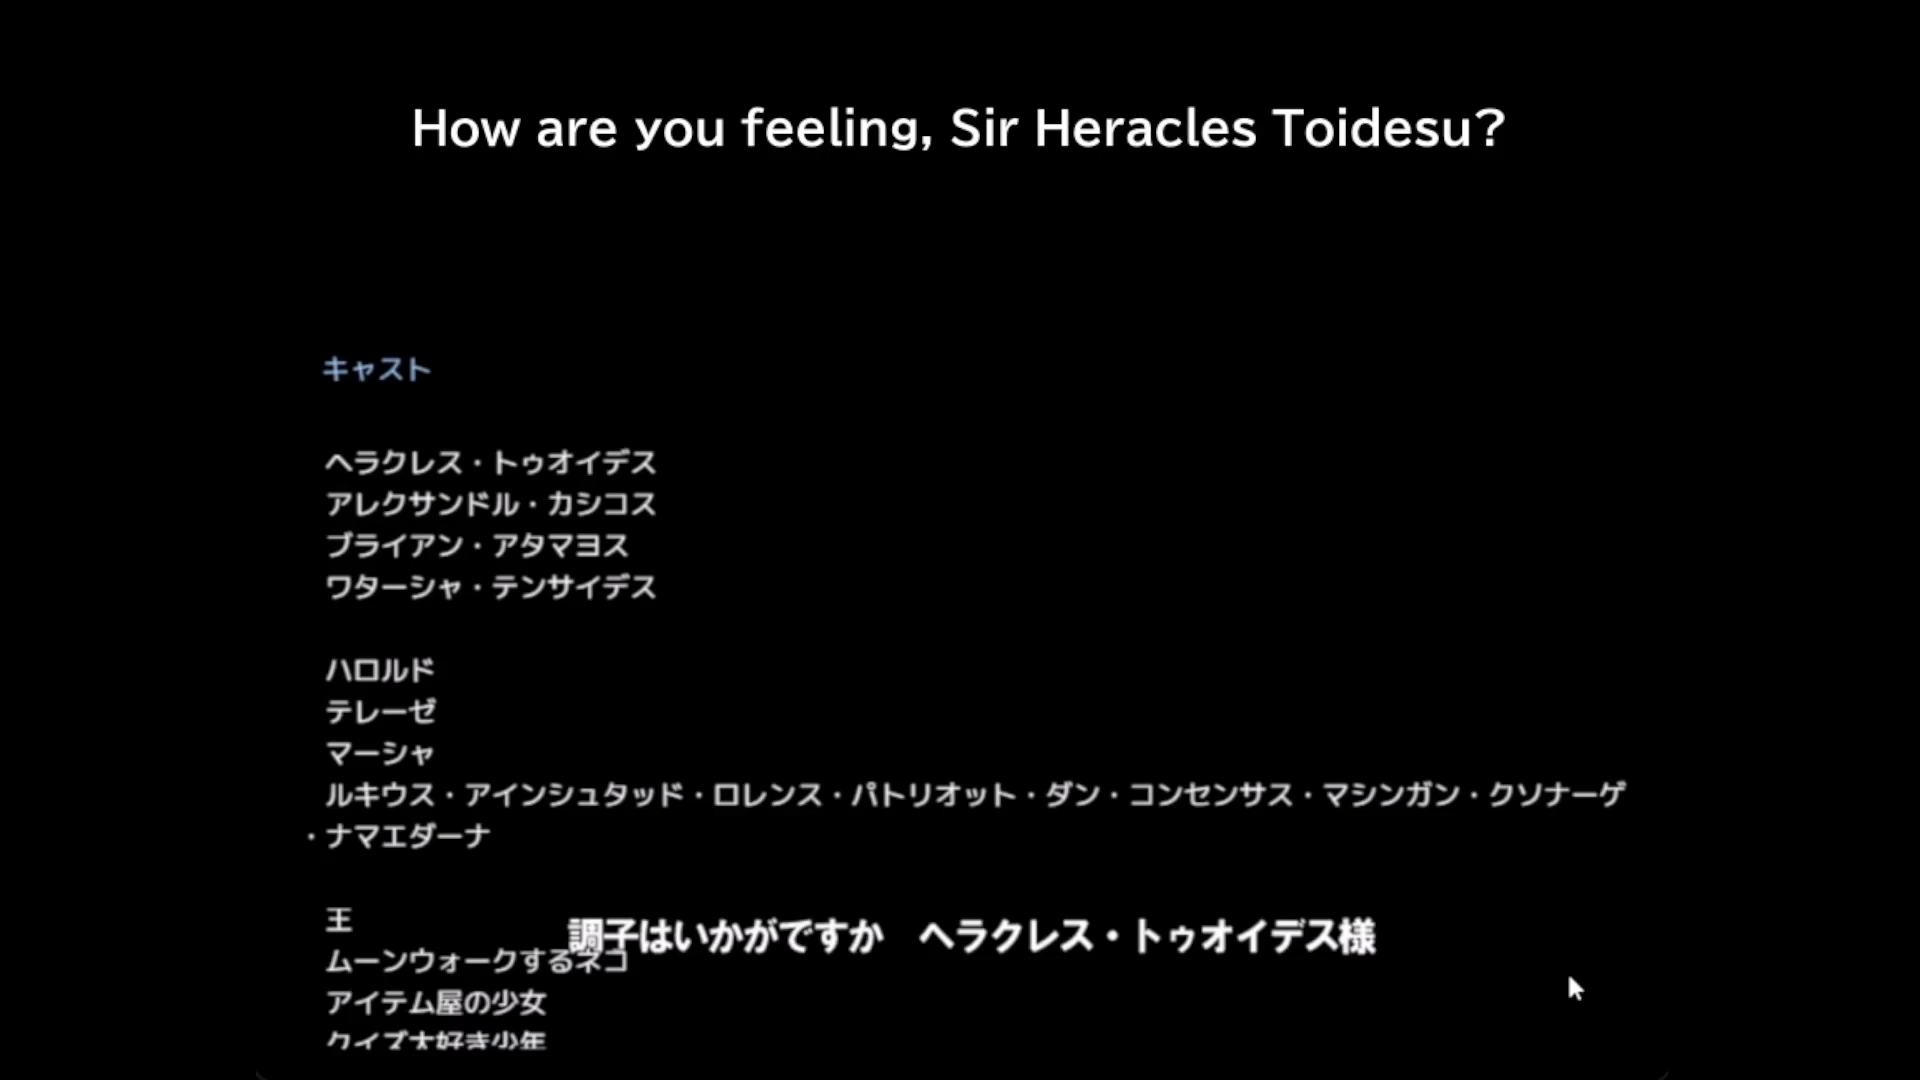 How are you feeling, Sir Heracles Toidesu?
キャスト
ヘラクレス・トゥオイデス
アレクサンドル・カシコス
ブライアン・アタマヨス
ワターシャ・テンサイデス
ハロルド
テレーゼ
マーシャ
ルキウス・アインシュタッド・ロレンス・パトリオット・ダン・コンセンサス・マシンガン・クソナーゲ
・ナマエダーナ
王
調子はいかがですか　ヘラクレス・トゥオイデス様
ムーンウォークするネコ
アイテム屋の少女
クイズ大好き少年